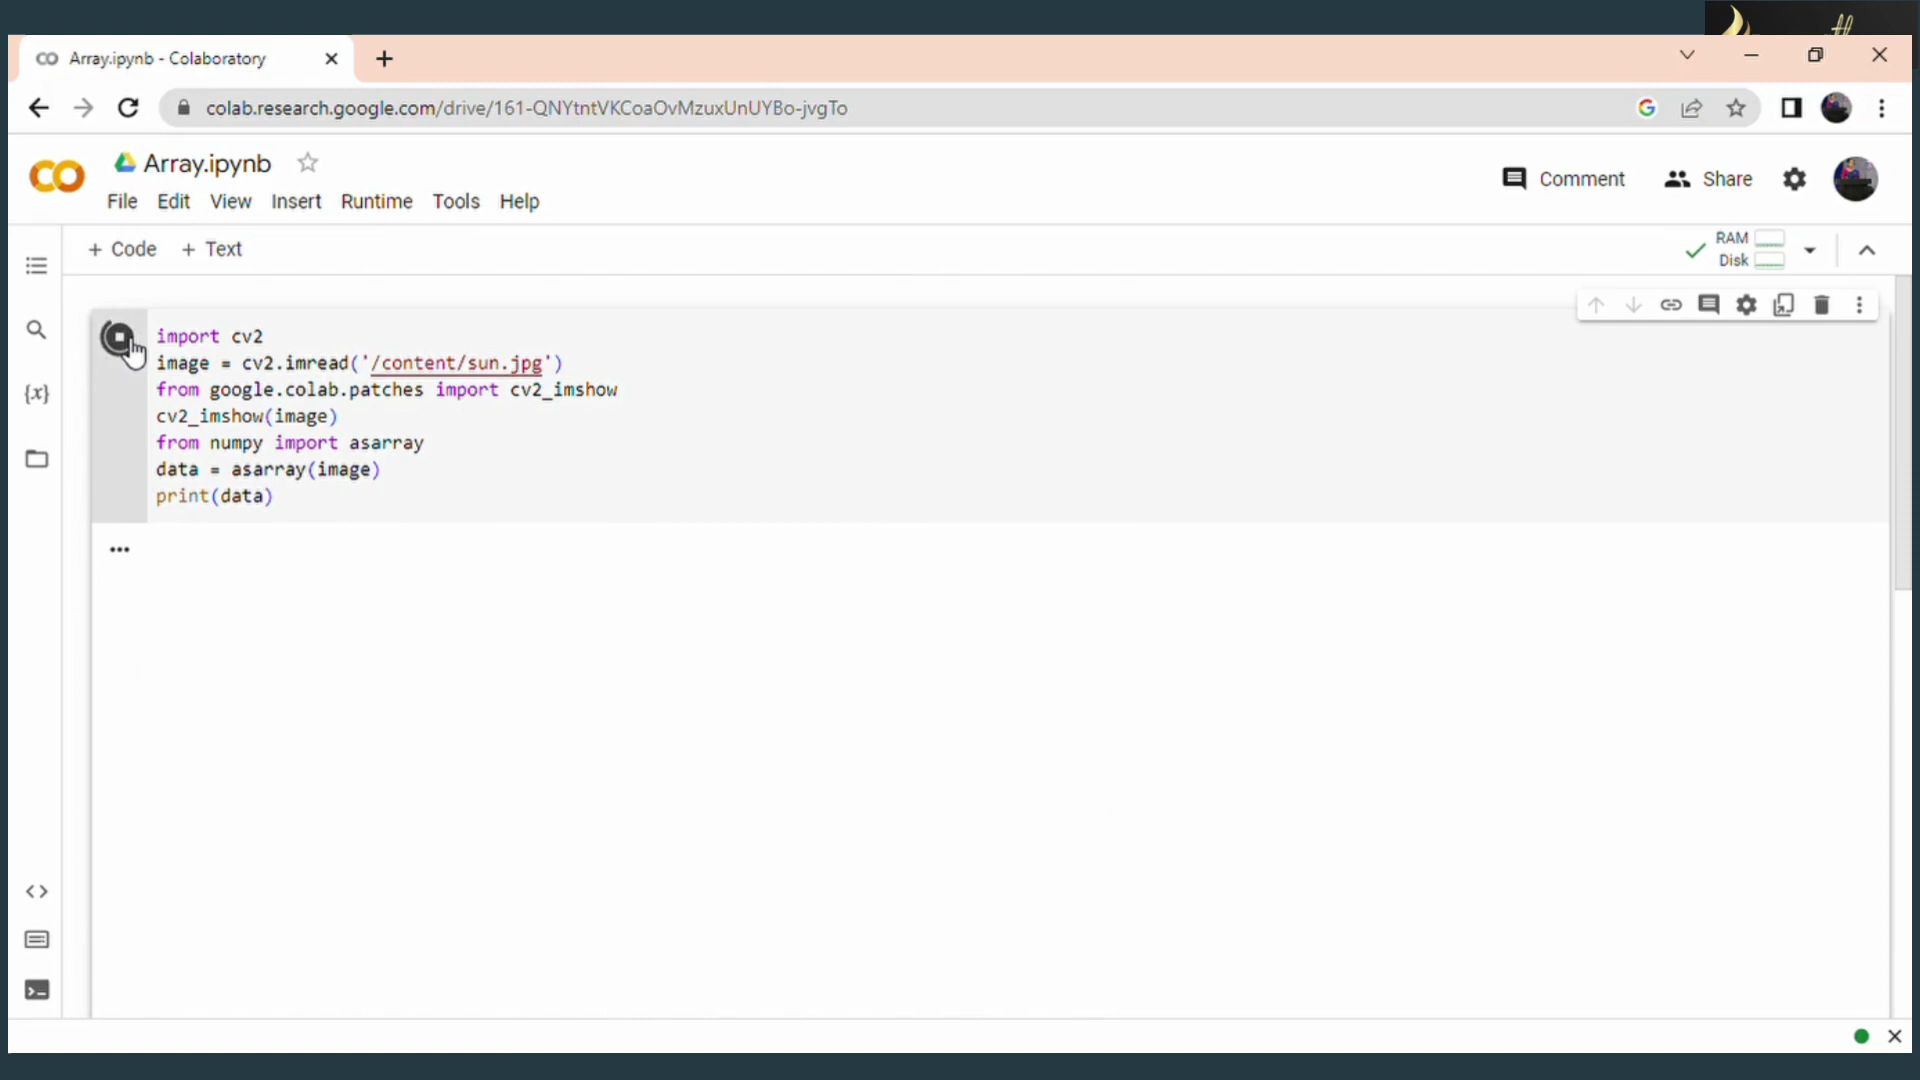 Array.ipynb - Colaboratory
colab.research.google.com/drive/161-QNYtntVKCoaOvMzuxUnUYBo-jvgTo
Array.ipynb
File Edit View Insert Runtime Tools Help
Comment Share
+ Code + Text
RAM
Disk
import cv2
image = cv2.imread('/content/sun.jpg')
from google.colab.patches import cv2_imshow
cv2_imshow(image)
from numpy import asarray
data = asarray(image)
print(data)